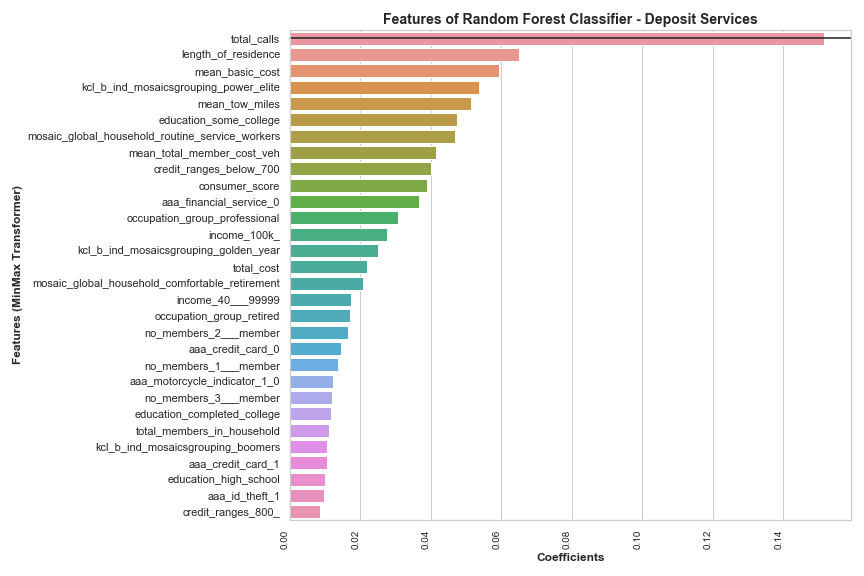 Features of Random Forest Classifier - Deposit Services
Features (MinMax Transformer)
total_calls
length_of_residence
mean_basic_cost
kcl_b_ind_mosaicsgrouping_power_elite
mean_tow_miles
education_some_college
mosaic_global_household_routine_service_workers
mean_total_member_cost_veh
credit_ranges_below_700
consumer_score
aaa_financial_service_0
occupation_group_professional
income_100k_
kcl_b_ind_mosaicsgrouping_golden_year
total_cost
mosaic_global_household_comfortable_retirement
income_40___99999
occupation_group_retired
no_members_2___member
aaa_credit_card_0
no_members_1___member
aaa_motorcycle_indicator_1_0
no_members_3___member
education_completed_college
total_members_in_household
kcl_b_ind_mosaicsgrouping_boomers
aaa_credit_card_1
education_high_school
aaa_id_theft_1
credit_ranges_800_
0.00
0.02
0.04
0.06
0.08
0.10
0.12
0.14
Coefficients